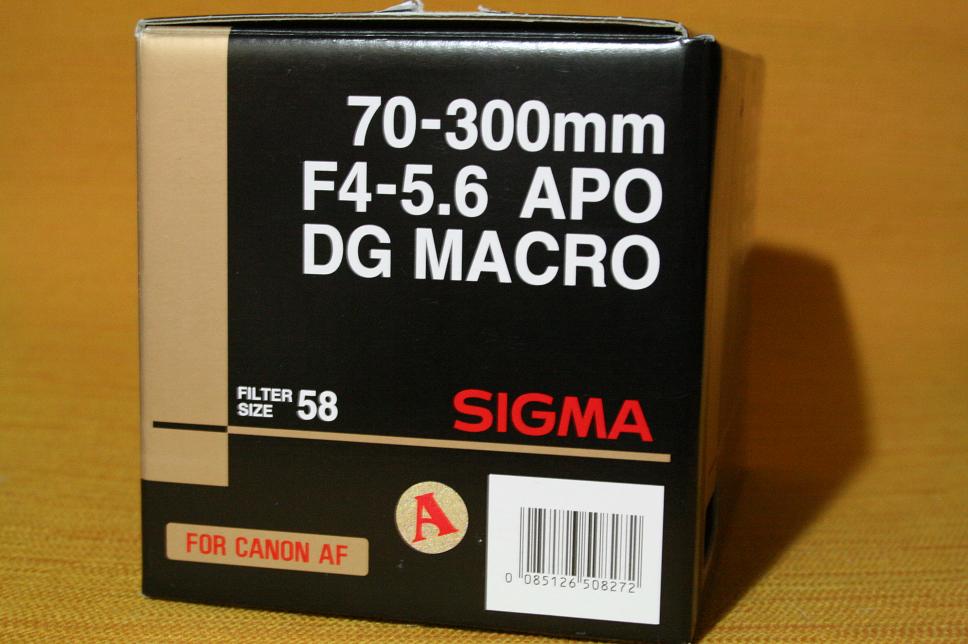 70-300mm
F4-5.6 APO
DG MACRO
FILTER
SIZE 58
SIGMA
A
FOR CANON AF
0 085126 508272